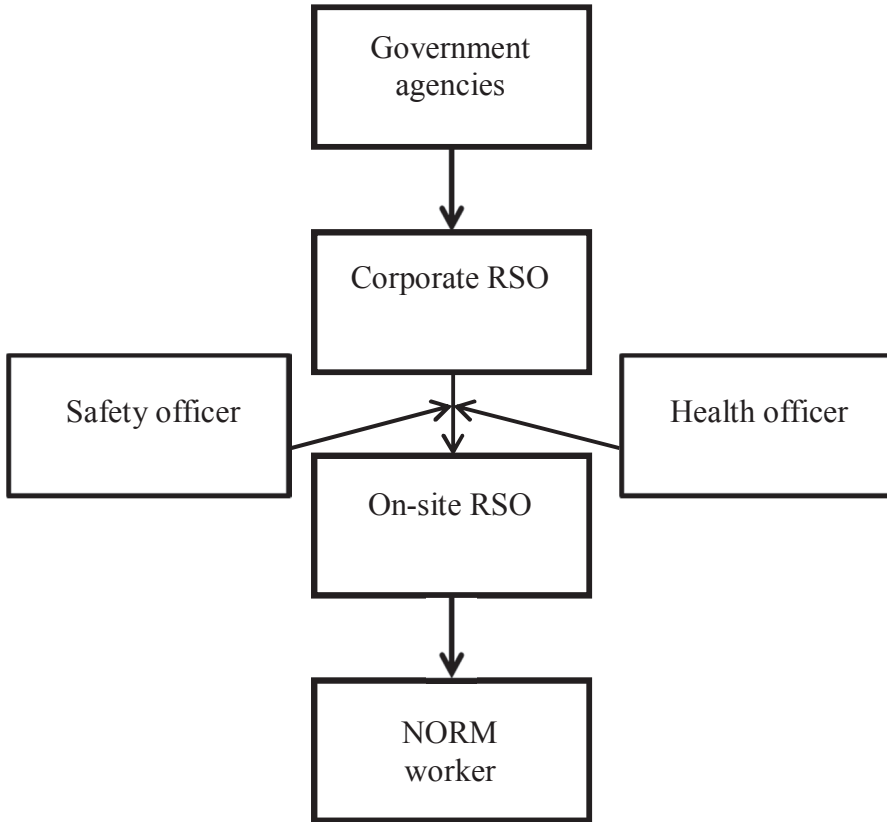 Government
agencies
Corporate RSO
Safety officer
Health officer
On-site RSO
NORM
worker